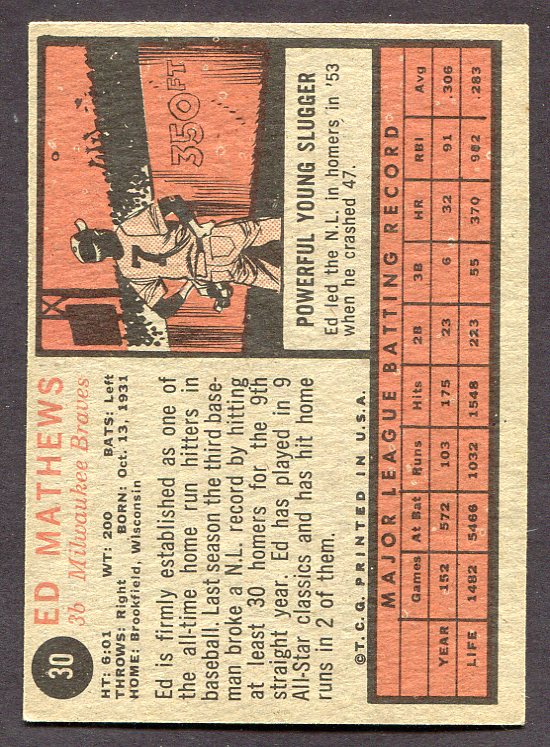 30
ED MATHEWS
3b Milwaukee Braves
HT: 6:01 WT: 200 BATS: Left
THROWS: Right BORN: Oct. 13, 1931
HOME: Brookfield, Wisconsin
Ed is firmly established as one of
the all-time home run hitters in
baseball. Last season the third base-
man broke a N.L. record by hitting
at least 30 homers for the 9th
straight year. Ed has played in 9
All-Star classics and has hit home
runs in 2 of them.
©T.C.G. PRINTED IN U.S.A.
7
350 FT
POWERFUL YOUNG SLUGGER
Ed led the N.L. in homers in '53
when he crashed 47.
MAJOR LEAGUE BATTING RECORD
Games At Bat Runs Hits 2B 3B HR RBI Avg
YEAR 152 572 103 175 23 6 32 91 .306
LIFE 1482 5466 1032 1548 223 55 370 982 .283